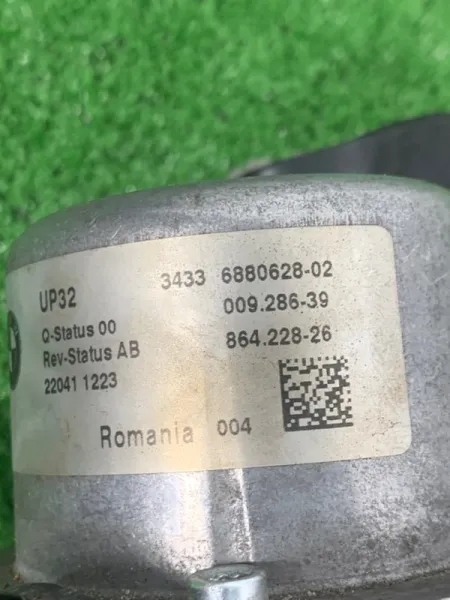 UP32 3433 6880628-02
009.286-39
Q-Status 00
Rev-Status AB 864.228-26
22041 1223
Romania 004